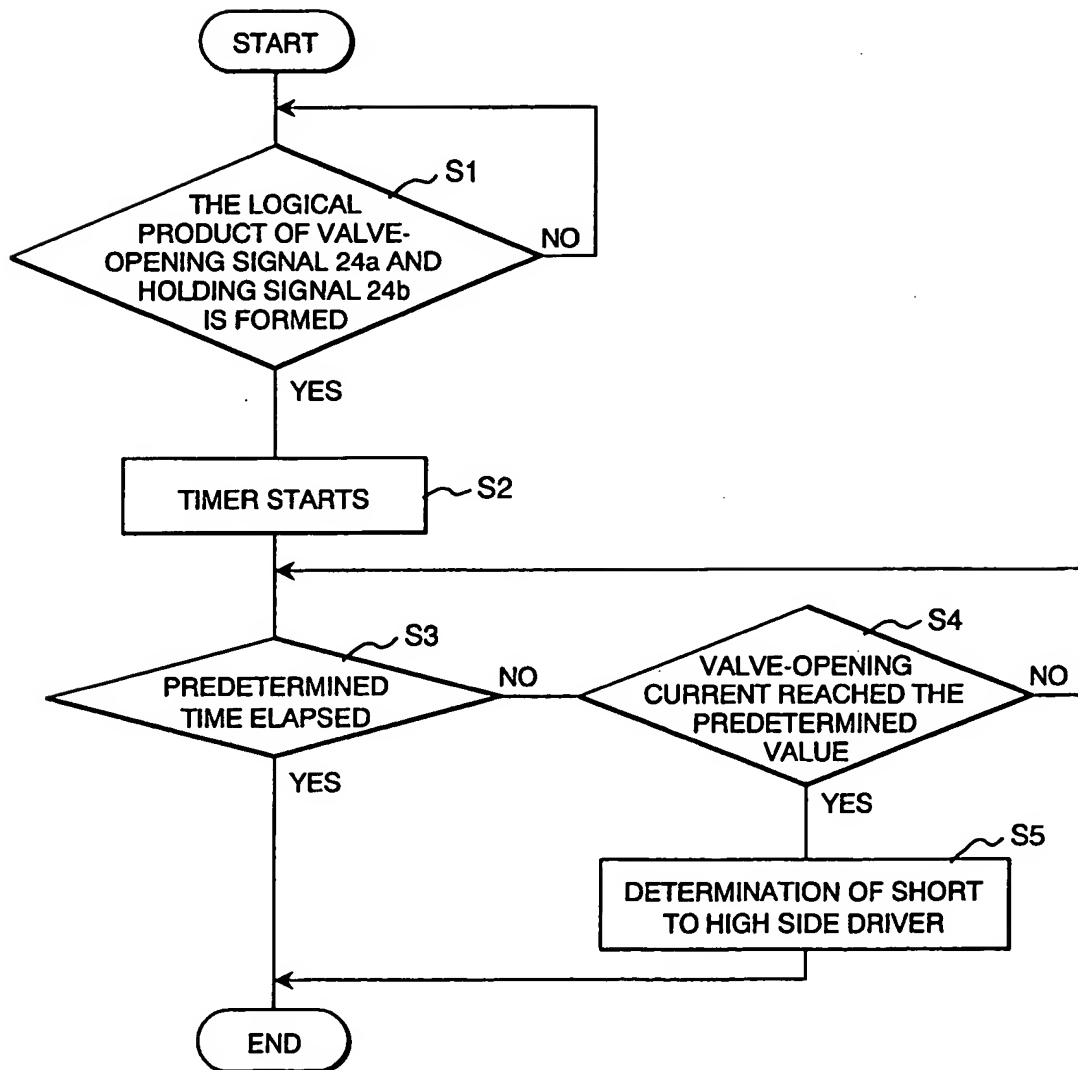 START
S1
THE LOGICAL
PRODUCT OF VALVE-
OPENING SIGNAL 24a AND
HOLDING SIGNAL 24b
IS FORMED
NO
YES
TIMER STARTS
S2
S3
PREDETERMINED
TIME ELAPSED
NO
YES
S4
VALVE-OPENING
CURRENT REACHED THE
PREDETERMINED
VALUE
NO
YES
S5
DETERMINATION OF SHORT
TO HIGH SIDE DRIVER
END